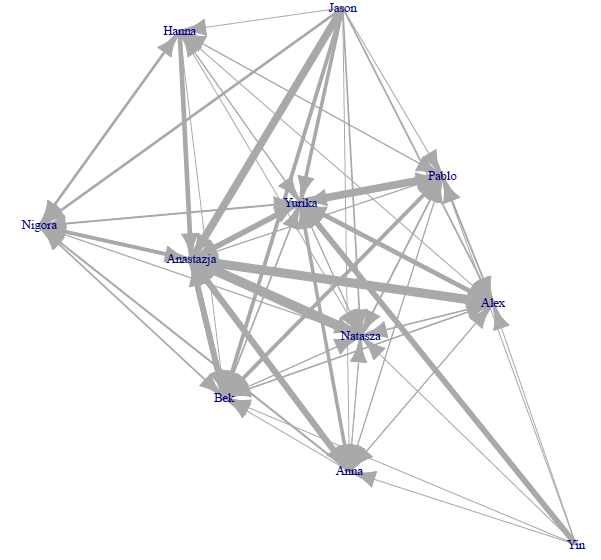 Jason
Hanna
Pablo
Yurika
Nigora
Anastazja
Alex
Natasza
Bek
Anna
Yin